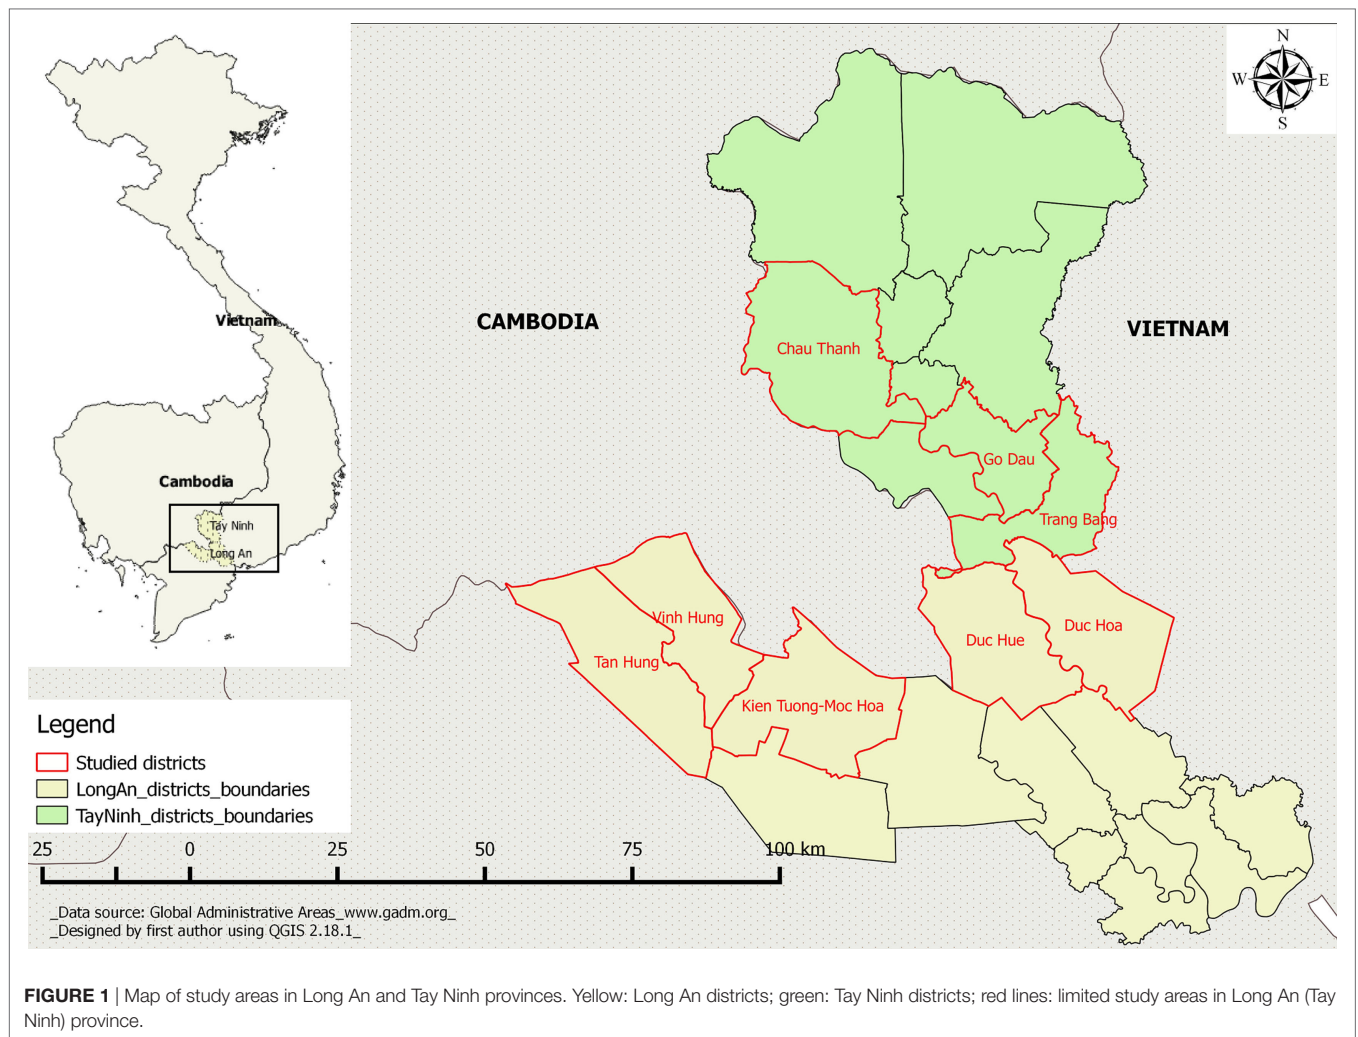 N
W E
S
Vietnam
Cambodia
Tay Ninh
Long An
CAMBODIA
VIETNAM
Chau Thanh
Go Dau
Trang Bang
Vinh Hung
Tan Hung
Kien Tuong-Moc Hoa
Duc Hue
Duc Hoa
Legend
Studied districts
LongAn_districts_boundaries
TayNinh_districts_boundaries
25 0 25 50 75 100 km
_Data source: Global Administrative Areas_www.gadm.org_
_Designed by first author using QGIS 2.18.1_
FIGURE 1 | Map of study areas in Long An and Tay Ninh provinces. Yellow: Long An districts; green: Tay Ninh districts; red lines: limited study areas in Long An (Tay
Ninh) province.